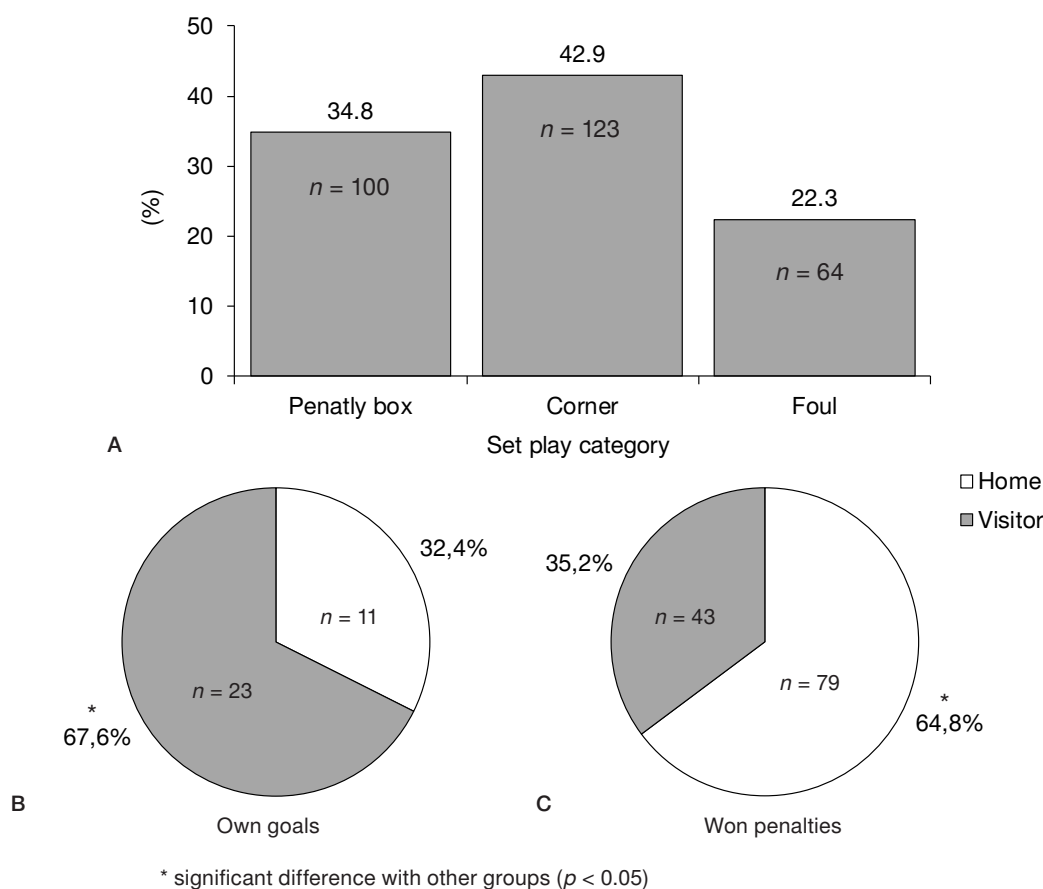 50
42.9
40
34.8
n = 123
30
n = 100
22.3
(%)
20
n = 64
10
0
Penatly box
Corner
Foul
A
Set play category
Home
Visitor
32,4%
35,2%
n = 11
n = 43
n = 23
n = 79
*
67,6%
*
64,8%
B
Own goals
C
Won penalties
* significant difference with other groups (p < 0.05)